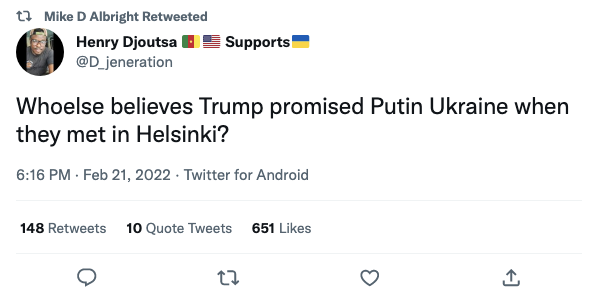 Mike D Albright Retweeted
Henry Djoutsa 🇨🇲🇺🇸 Supports🇺🇦
@D_jeneration
Whoelse believes Trump promised Putin Ukraine when
they met in Helsinki?
6:16 PM · Feb 21, 2022 · Twitter for Android
148 Retweets 10 Quote Tweets 651 Likes